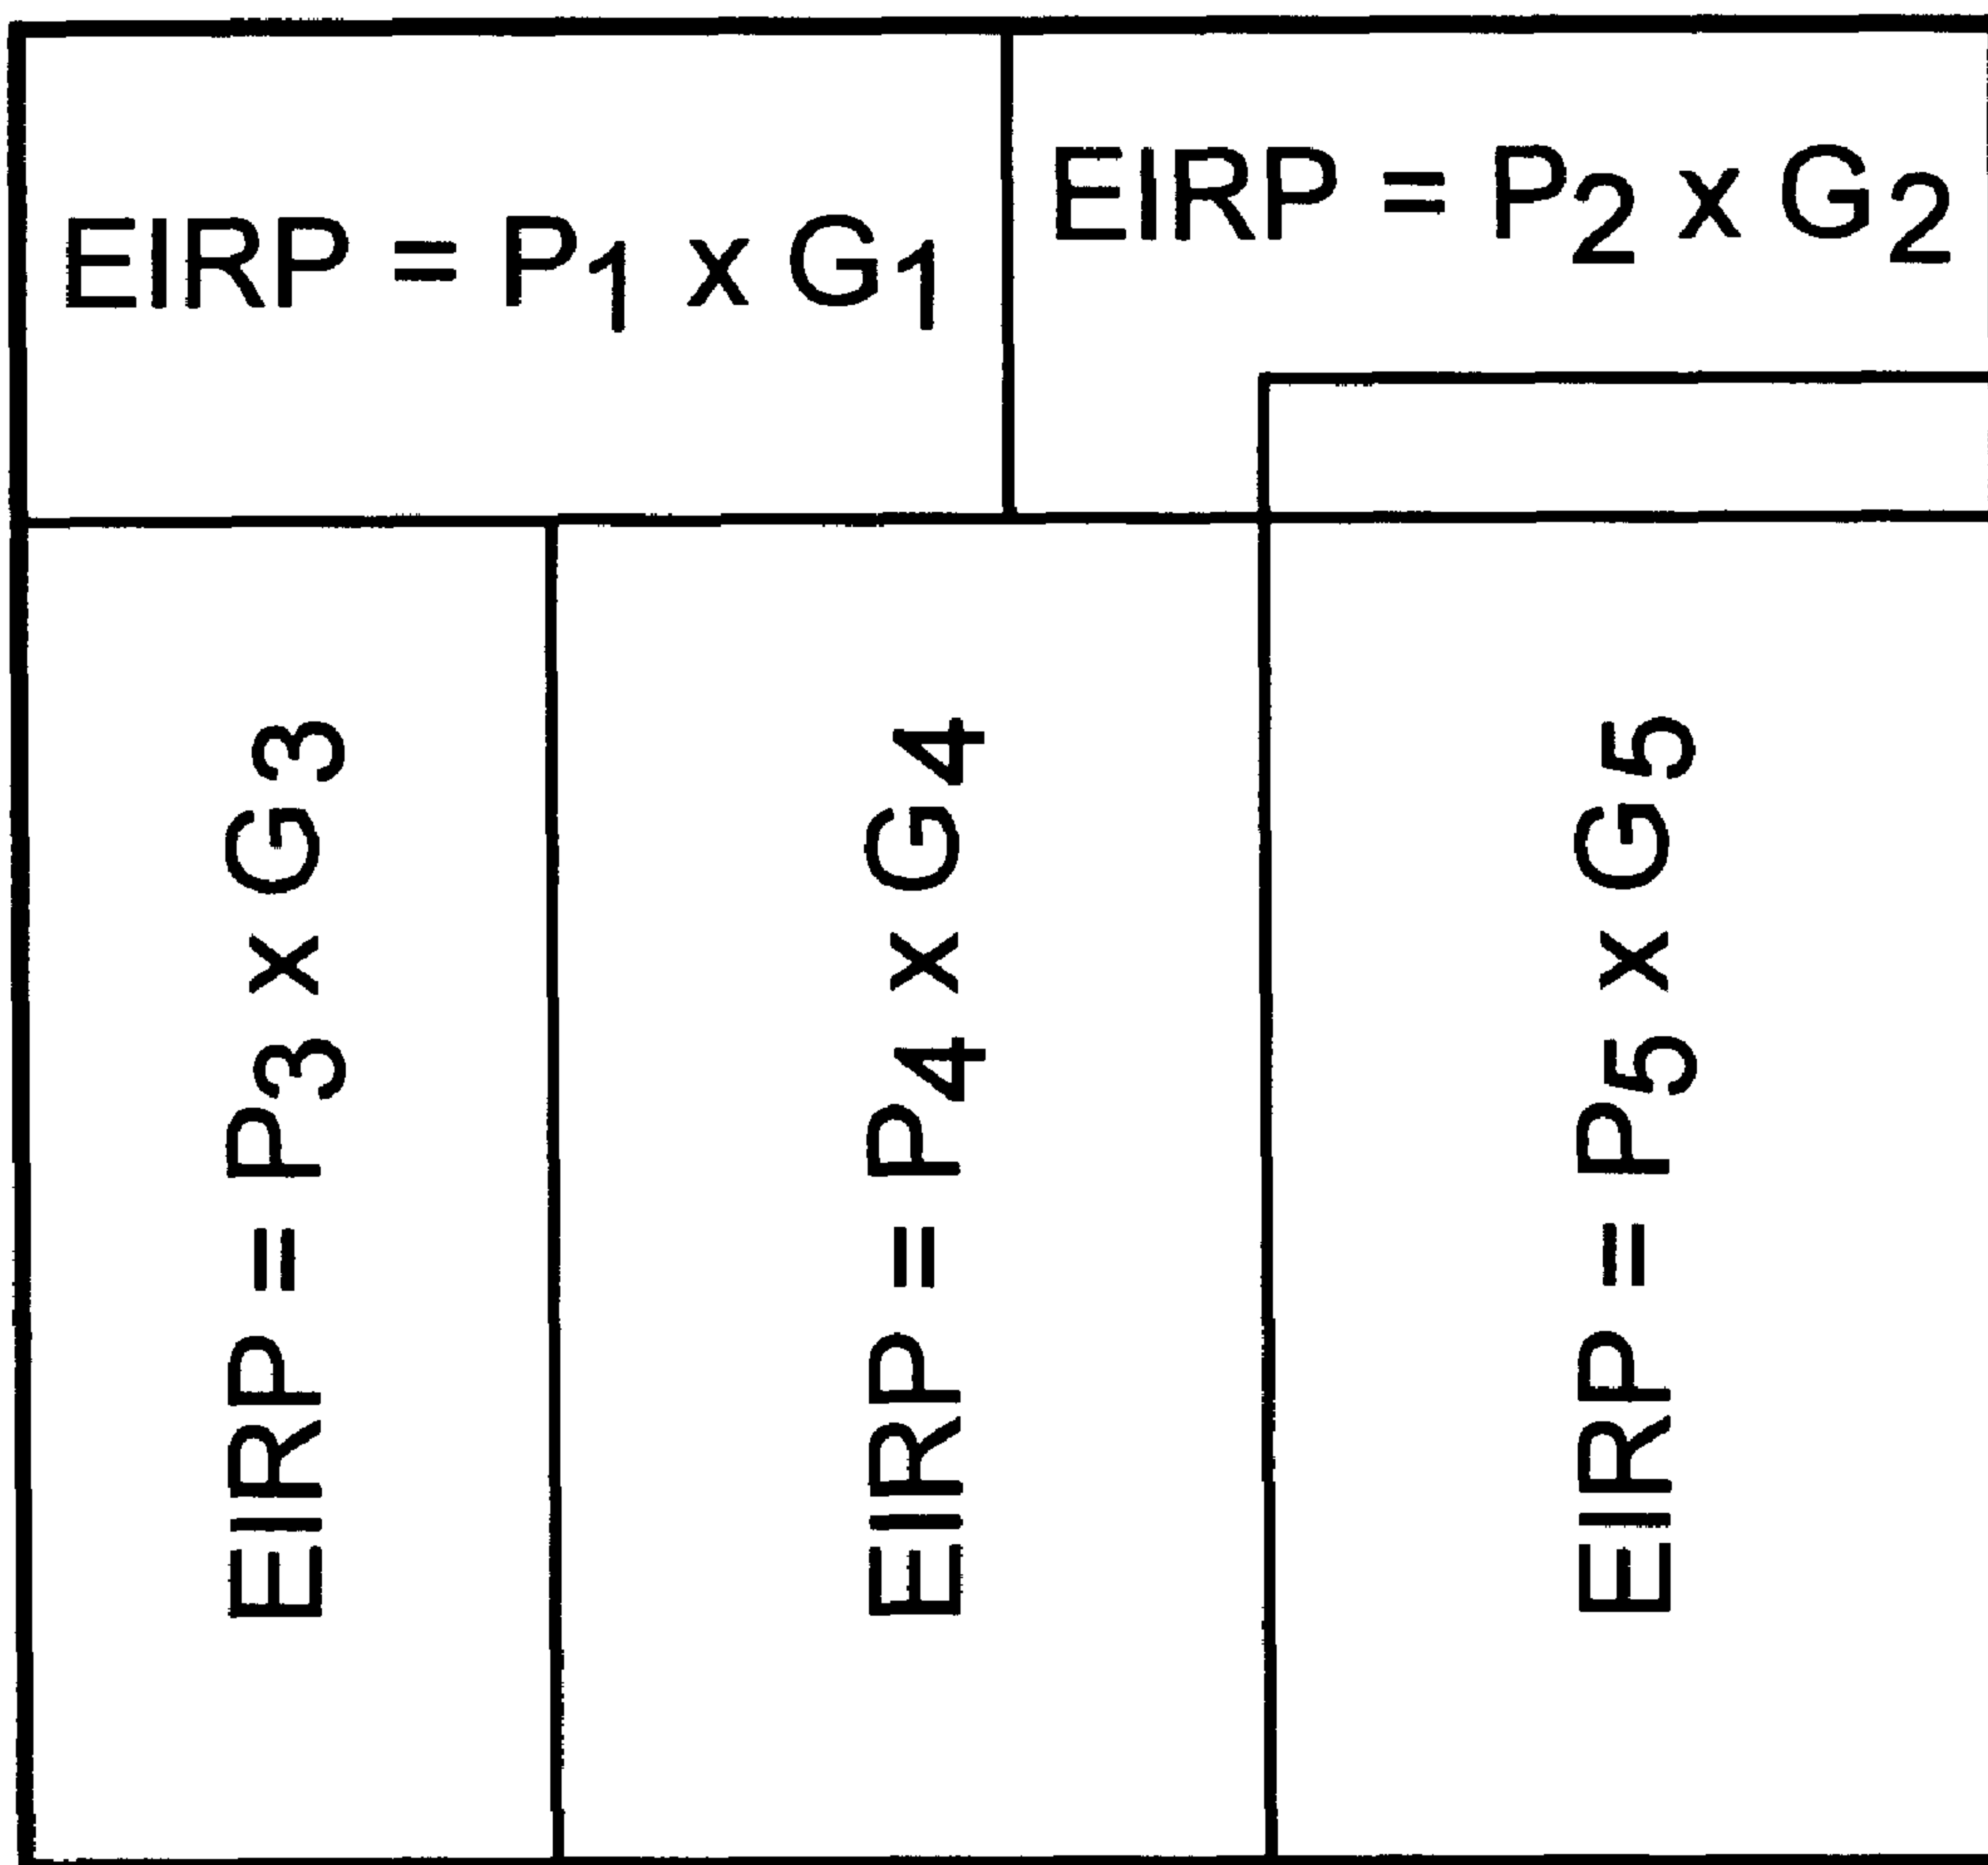 EIRP = P₁ x G₁
EIRP = P₂ x G₂
EIRP = P₃ x G₃
EIRP = P₄ x G₄
EIRP = P₅ x G₅